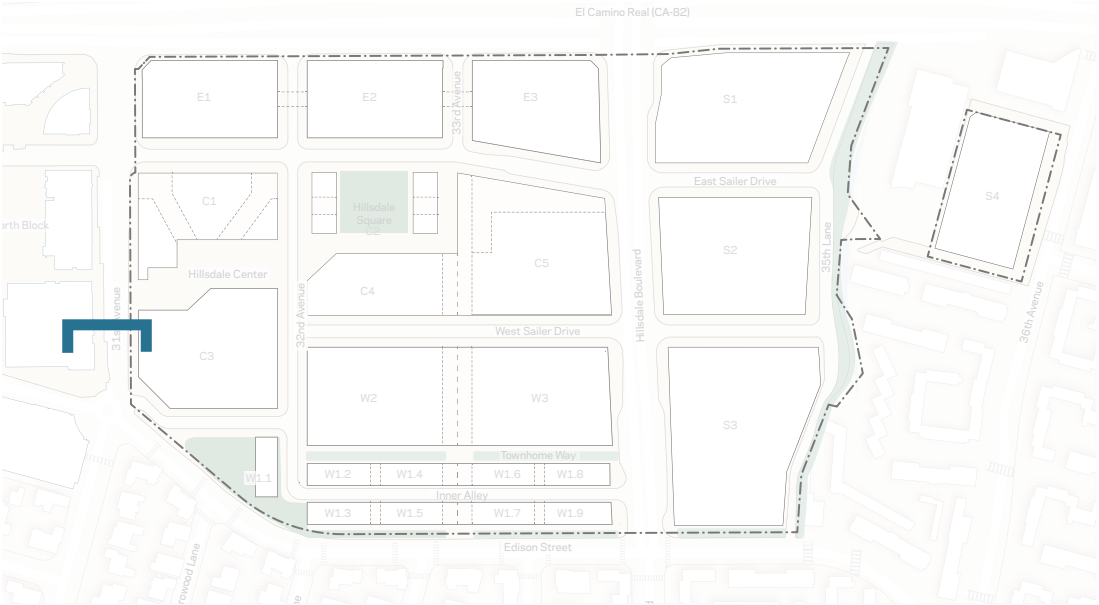 El Camino Real (CA-82)
E1
E2
33rd Avenue
E3
S1
East Sailer Drive
S4
C1
Hillsdale
Square
C2
orth Block
Hillsdale Center
C4
C5
Hillsdale Boulevard
S2
35th Lane
31st Avenue
32nd Avenue
36th Avenue
West Sailer Drive
C3
W2
W3
S3
Townhome Way
W1.1
W1.2
W1.4
W1.6
W1.8
Inner Alley
W1.3
W1.5
W1.7
W1.9
Edison Street
rowood Lane